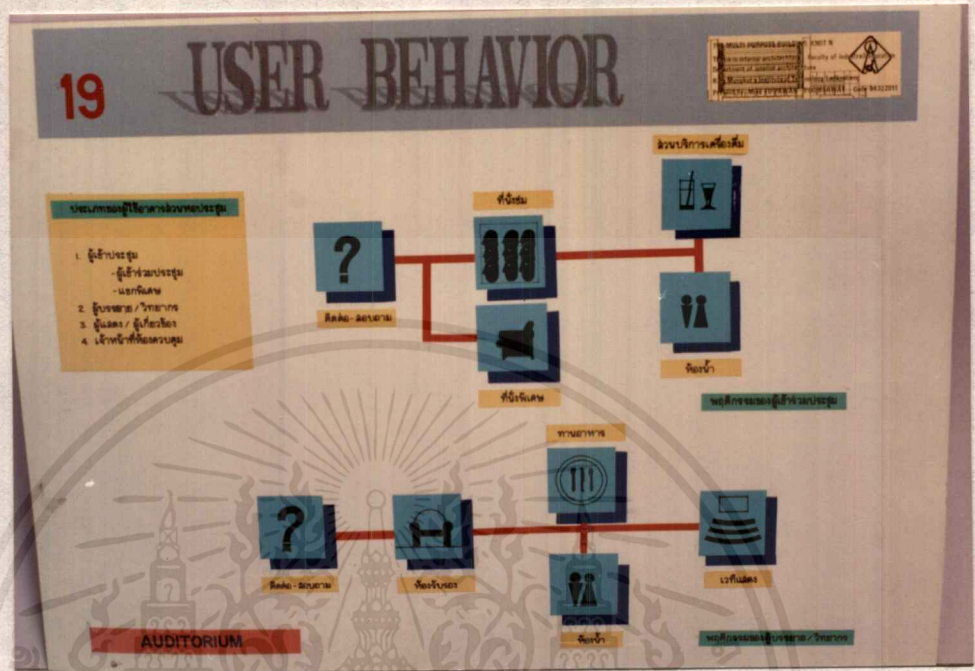 19
USER BEHAVIOR
ประเภทของผู้ใช้อาคารส่วนหอประชุม
1. ผู้เข้าประชุม
-ผู้เข้าร่วมประชุม
-แขกพิเศษ
2. ผู้บรรยาย / วิทยากร
3. ผู้แสดง / ผู้เกี่ยวข้อง
4. เจ้าหน้าที่ห้องควบคุม
ส่วนบริการเครื่องดื่ม
ที่นั่งชม
?
ติดต่อ - สอบถาม
ที่นั่งพิเศษ
ห้องน้ำ
พฤติกรรมของผู้เข้าร่วมประชุม
ทานอาหาร
?
ติดต่อ - สอบถาม
ห้องรับรอง
เวทีแสดง
ห้องน้ำ
AUDITORIUM
พฤติกรรมของผู้บรรยาย / วิทยากร